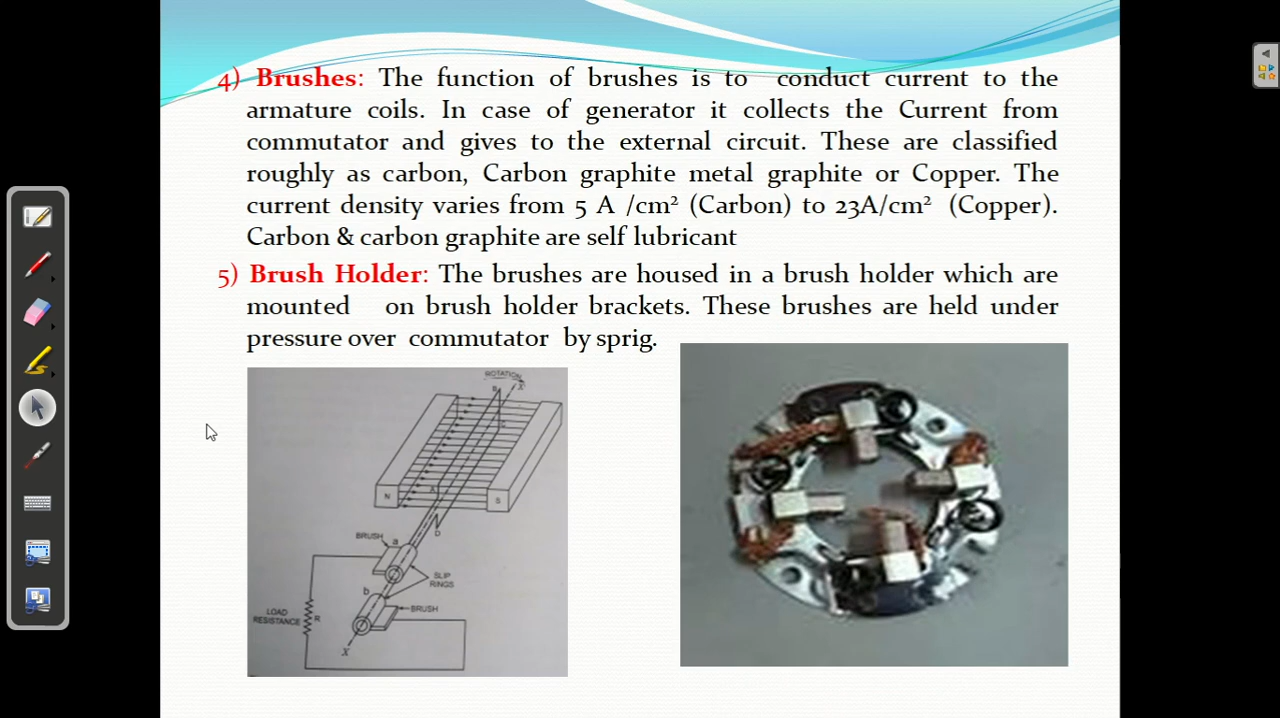 4) Brushes: The function of brushes is to conduct current to the
armature coils. In case of generator it collects the Current from
commutator and gives to the external circuit. These are classified
roughly as carbon, Carbon graphite metal graphite or Copper. The
current density varies from 5 A /cm² (Carbon) to 23A/cm² (Copper).
Carbon & carbon graphite are self lubricant
5) Brush Holder: The brushes are housed in a brush holder which are
mounted on brush holder brackets. These brushes are held under
pressure over commutator by sprig.
ROTATION
X
B
N
A
S
D
BRUSH
a
SLIP
RINGS
b
BRUSH
LOAD
RESISTANCE
R
X